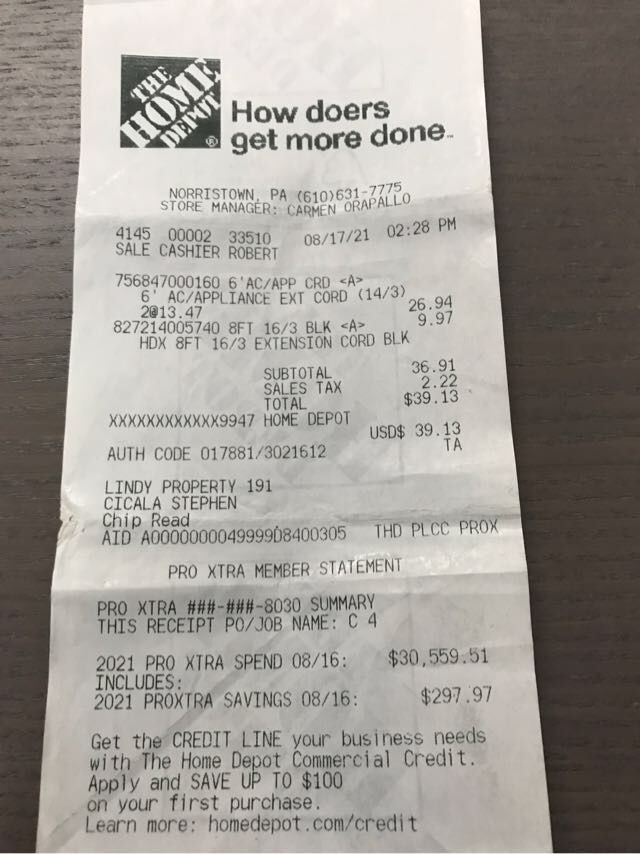 THE
HOME
DEPOT
®
How doers
get more done™
NORRISTOWN, PA (610)631-7775
STORE MANAGER: CARMEN ORAPALLO
4145 00002 33510 08/17/21 02:28 PM
SALE CASHIER ROBERT
756847000160 6'AC/APP CRD <A>
6' AC/APPLIANCE EXT CORD (14/3)
2@13.47 26.94
827214005740 8FT 16/3 BLK <A> 9.97
HDX 8FT 16/3 EXTENSION CORD BLK
SUBTOTAL 36.91
SALES TAX 2.22
TOTAL $39.13
XXXXXXXXXXXX9947 HOME DEPOT
USD$ 39.13
AUTH CODE 017881/3021612 TA
LINDY PROPERTY 191
CICALA STEPHEN
Chip Read
AID A0000000049999D8400305 THD PLCC PROX
PRO XTRA MEMBER STATEMENT
PRO XTRA ###-###-8030 SUMMARY
THIS RECEIPT PO/JOB NAME: C 4
2021 PRO XTRA SPEND 08/16: $30,559.51
INCLUDES:
2021 PROXTRA SAVINGS 08/16: $297.97
Get the CREDIT LINE your business needs
with The Home Depot Commercial Credit.
Apply and SAVE UP TO $100
on your first purchase.
Learn more: homedepot.com/credit